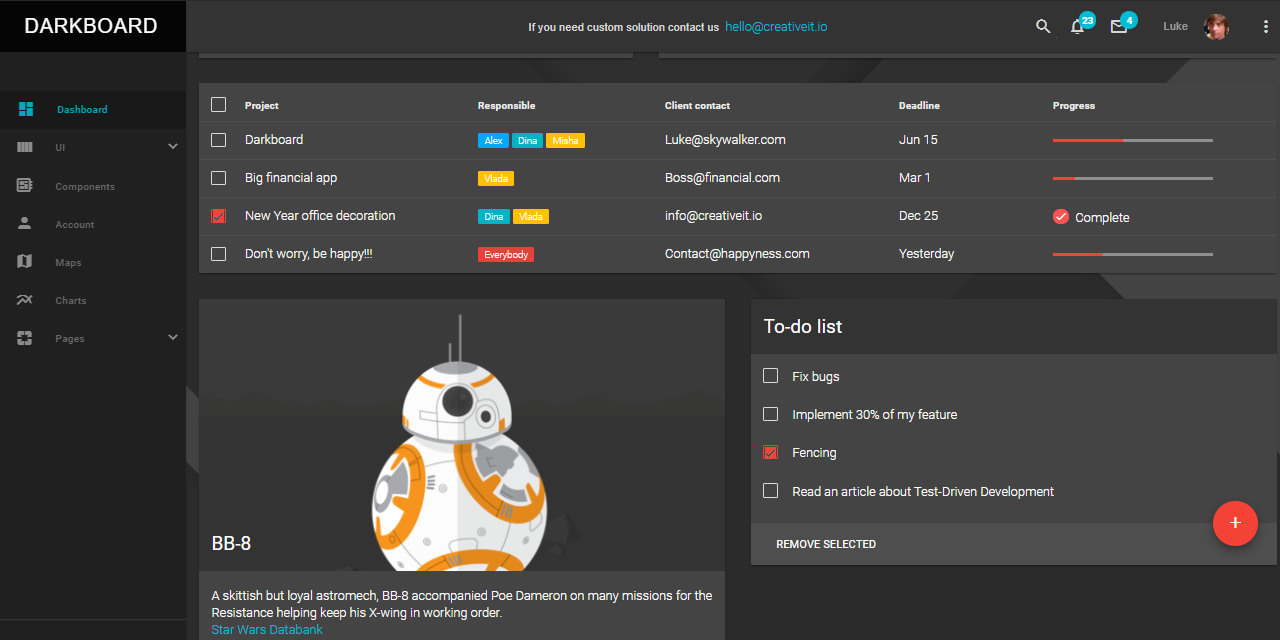 DARKBOARD
If you need custom solution contact us hello@creativeit.io
23
4
Luke
Dashboard
UI
Components
Account
Maps
Charts
Pages
Project Responsible Client contact Deadline Progress
Darkboard Alex Dina Misha Luke@skywalker.com Jun 15
Big financial app Vlada Boss@financial.com Mar 1
New Year office decoration Dina Vlada info@creativeit.io Dec 25 Complete
Don't worry, be happy!!! Everybody Contact@happyness.com Yesterday
BB-8
A skittish but loyal astromech, BB-8 accompanied Poe Dameron on many missions for the
Resistance helping keep his X-wing in working order.
Star Wars Databank
To-do list
Fix bugs
Implement 30% of my feature
Fencing
Read an article about Test-Driven Development
+
REMOVE SELECTED